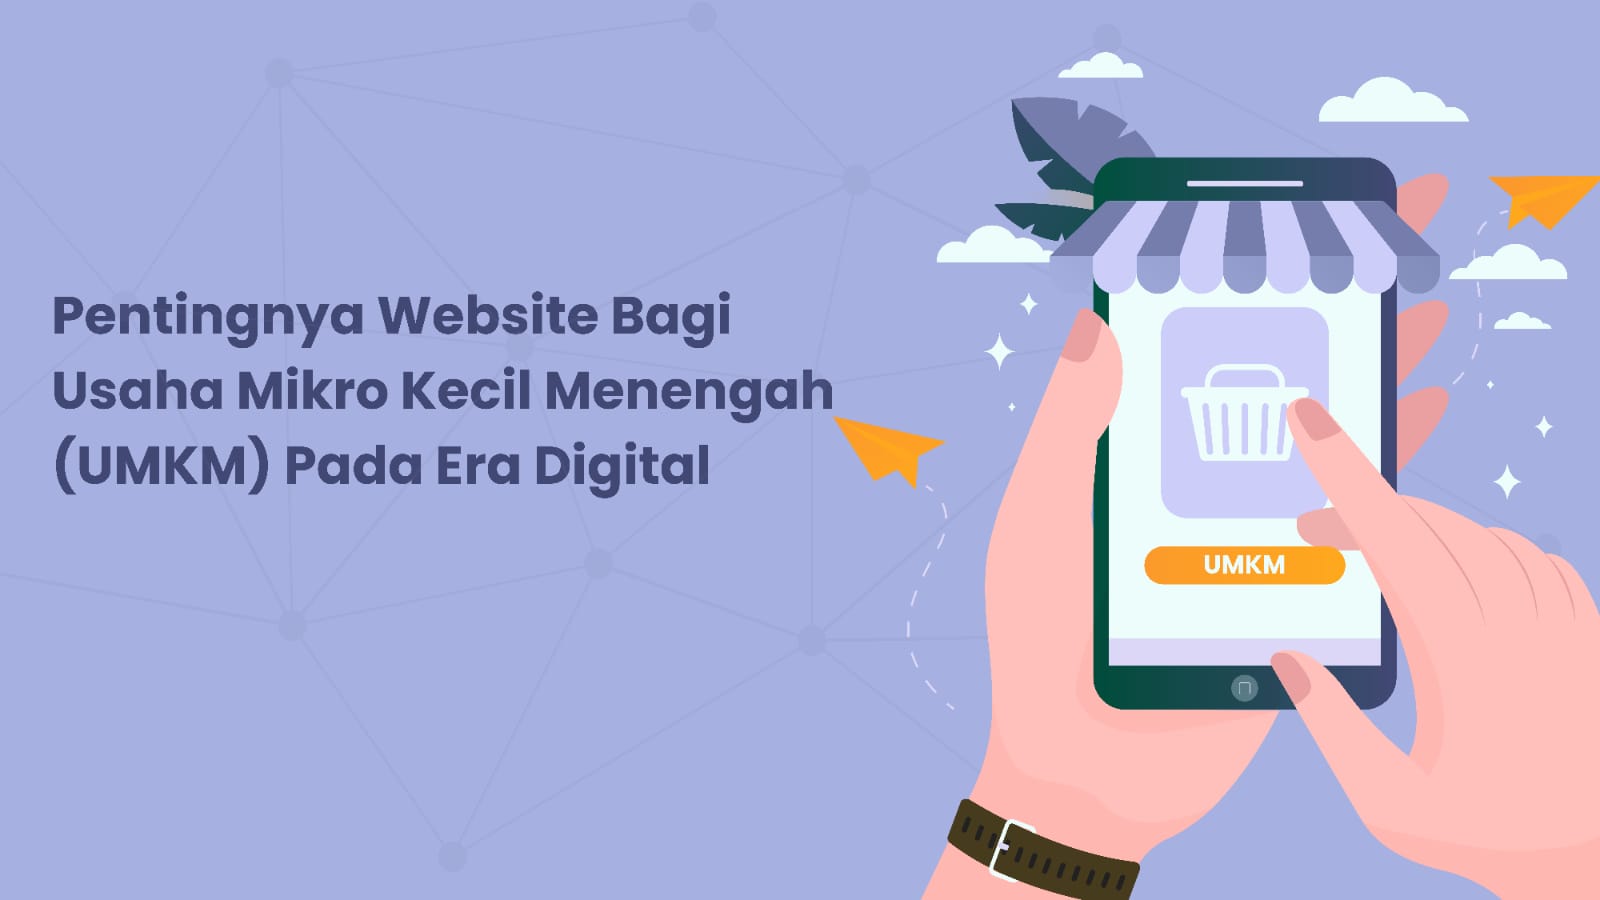 Pentingnya Website Bagi
Usaha Mikro Kecil Menengah
(UMKM) Pada Era Digital
UMKM